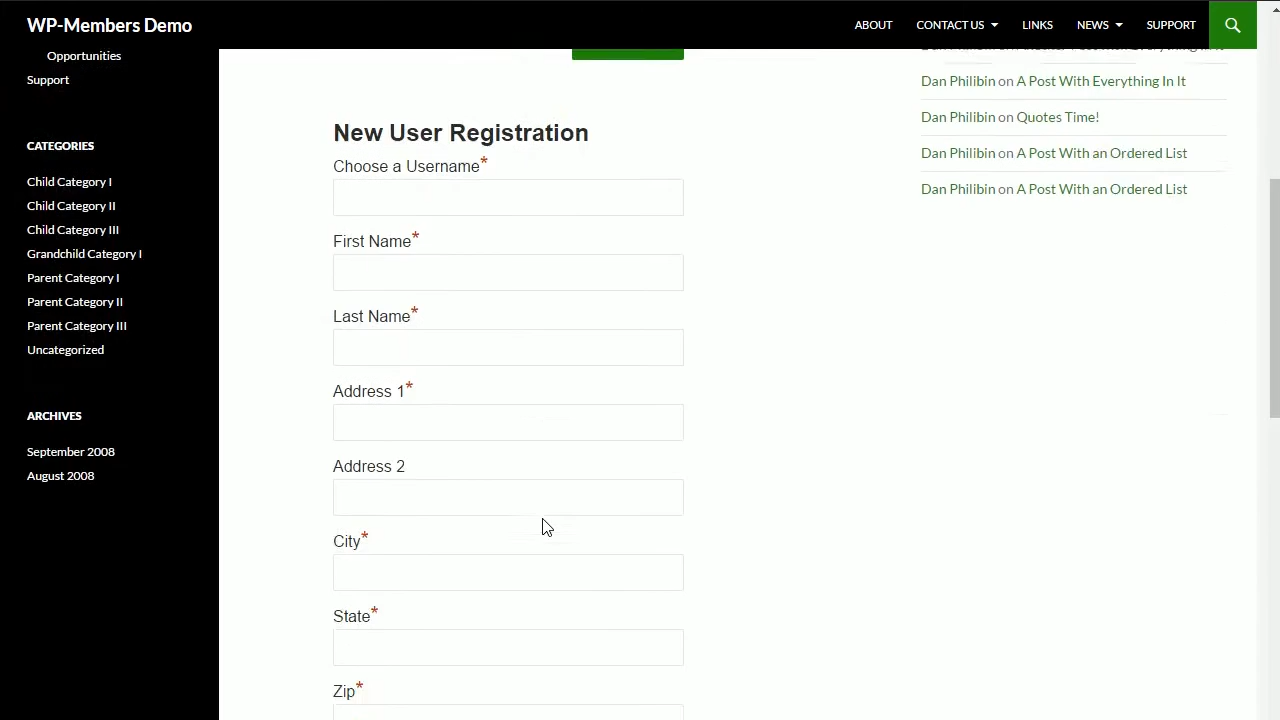 WP-Members Demo
ABOUT
CONTACT US
LINKS
NEWS
SUPPORT
Opportunities
Support
CATEGORIES
Child Category I
Child Category II
Child Category III
Grandchild Category I
Parent Category I
Parent Category II
Parent Category III
Uncategorized
ARCHIVES
September 2008
August 2008
New User Registration
Choose a Username*
First Name*
Last Name*
Address 1*
Address 2
City*
State*
Zip*
Dan Philibin on A Post With Everything In It
Dan Philibin on Quotes Time!
Dan Philibin on A Post With an Ordered List
Dan Philibin on A Post With an Ordered List